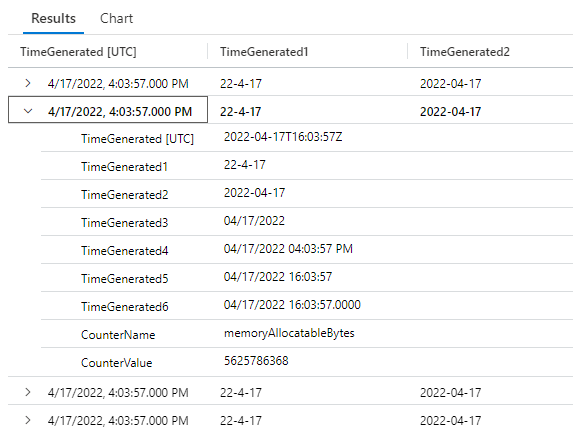 Results Chart
TimeGenerated [UTC] TimeGenerated1 TimeGenerated2
4/17/2022, 4:03:57.000 PM 22-4-17 2022-04-17
4/17/2022, 4:03:57.000 PM 22-4-17 2022-04-17
TimeGenerated [UTC] 2022-04-17T16:03:57Z
TimeGenerated1 22-4-17
TimeGenerated2 2022-04-17
TimeGenerated3 04/17/2022
TimeGenerated4 04/17/2022 04:03:57 PM
TimeGenerated5 04/17/2022 16:03:57
TimeGenerated6 04/17/2022 16:03:57.0000
CounterName memoryAllocatableBytes
CounterValue 5625786368
4/17/2022, 4:03:57.000 PM 22-4-17 2022-04-17
4/17/2022, 4:03:57.000 PM 22-4-17 2022-04-17